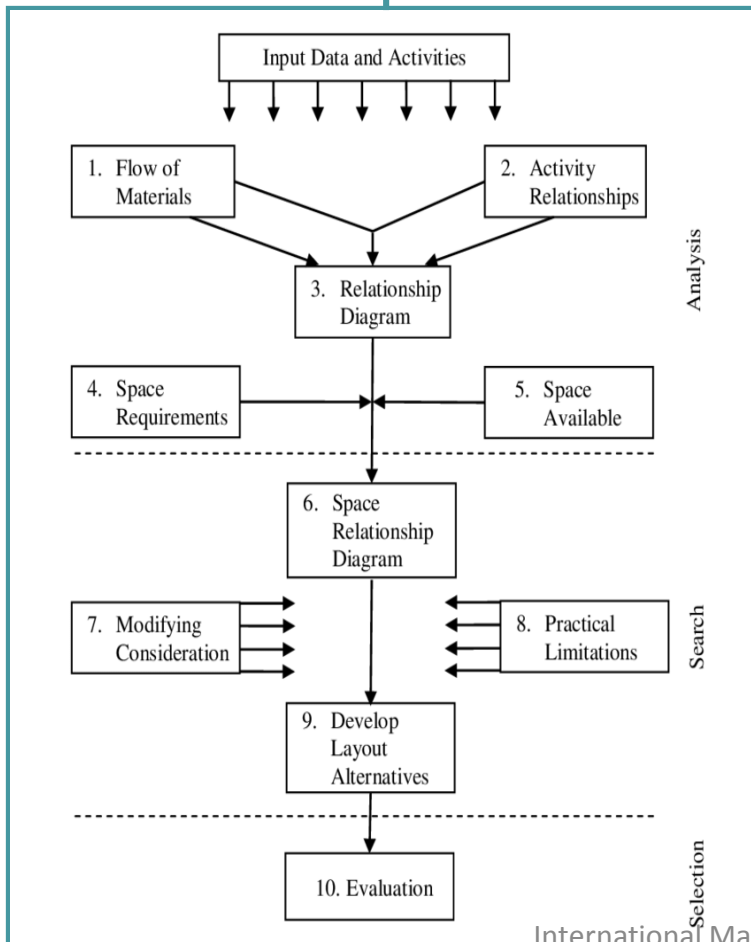 Input Data and Activities
1. Flow of
Materials
2. Activity
Relationships
3. Relationship
Diagram
Analysis
4. Space
Requirements
5. Space
Available
6. Space
Relationship
Diagram
7. Modifying
Consideration
8. Practical
Limitations
Search
9. Develop
Layout
Alternatives
10. Evaluation
Selection
International Ma